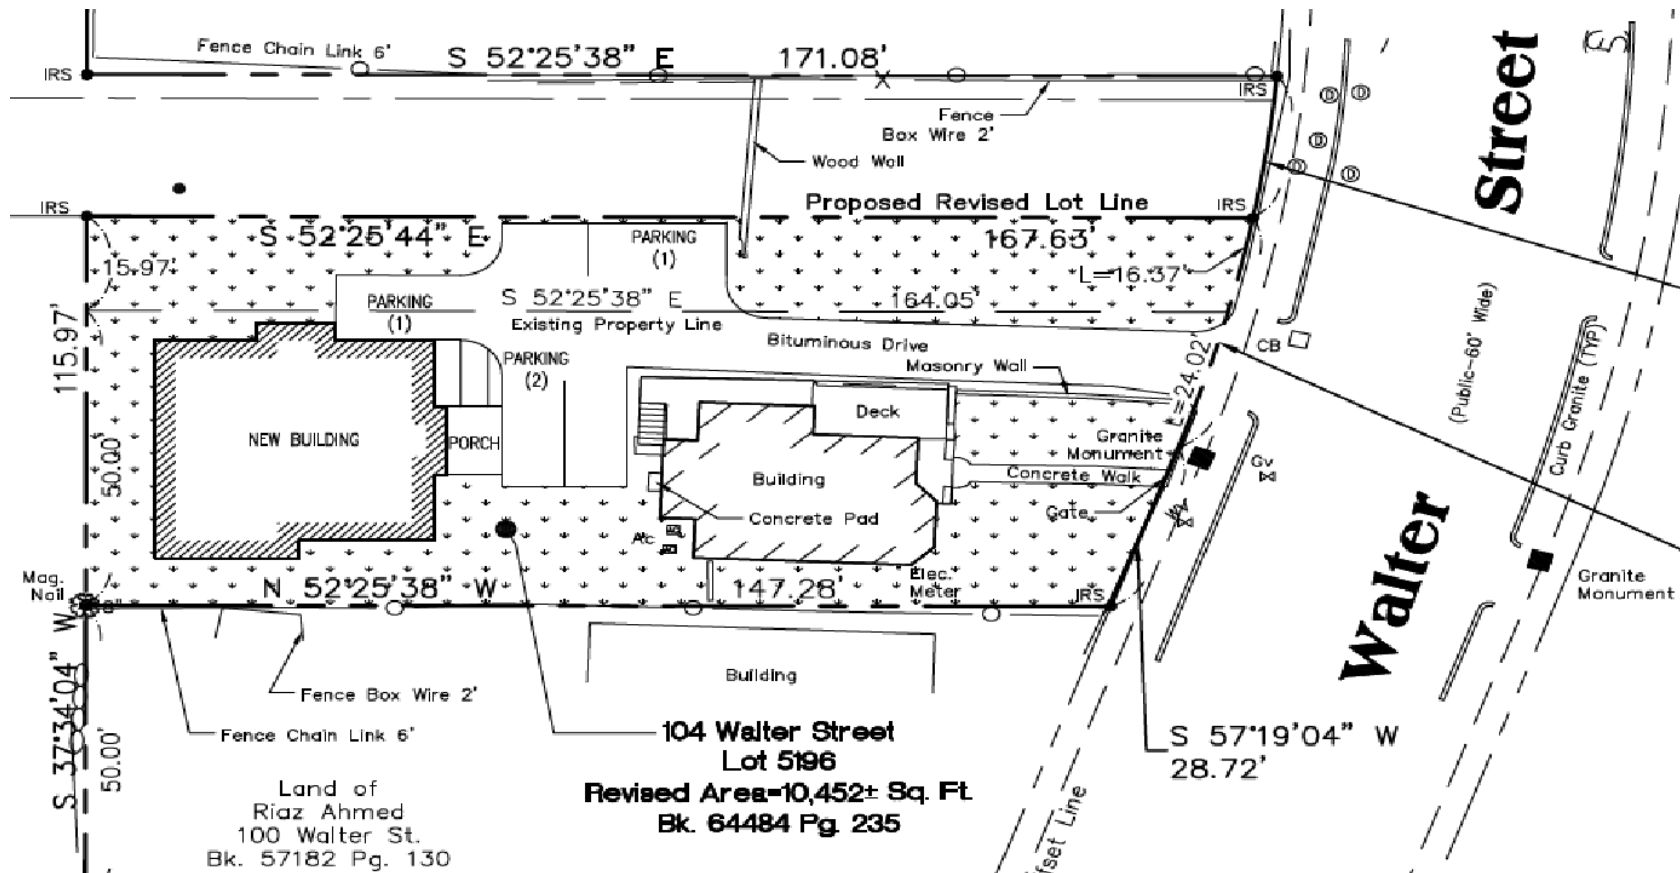 Fence Chain Link 6'
S 52°25'38" E
171.08'
IRS
IRS
Fence
Box Wire 2'
Wood Wall
Street
IRS
Proposed Revised Lot Line
IRS
S 52°25'44" E
167.63'
PARKING
(1)
15.97'
L=16.37'
PARKING
(1)
S 52°25'38" E
164.05'
Existing Property Line
Bituminous Drive
CB
(Public-60' Wide)
Curb Granite (TYP)
115.97'
PARKING
(2)
Masonry Wall
L=24.02'
Deck
NEW BUILDING
PORCH
Granite
Monument
50.00'
Building
Concrete Walk
Gv
Concrete Pad
Gate
A/c
Walter
Mag.
Nail
N 52°25'38" W
147.28'
Elec.
Meter
IRS
Granite
Monument
Building
Fence Box Wire 2'
S 37°34'04" W
50.00'
Fence Chain Link 6'
104 Walter Street
Lot 5196
Revised Area=10,452± Sq. Ft.
Bk. 64484 Pg. 235
S 57°19'04" W
28.72'
Land of
Riaz Ahmed
100 Walter St.
Bk. 57182 Pg. 130